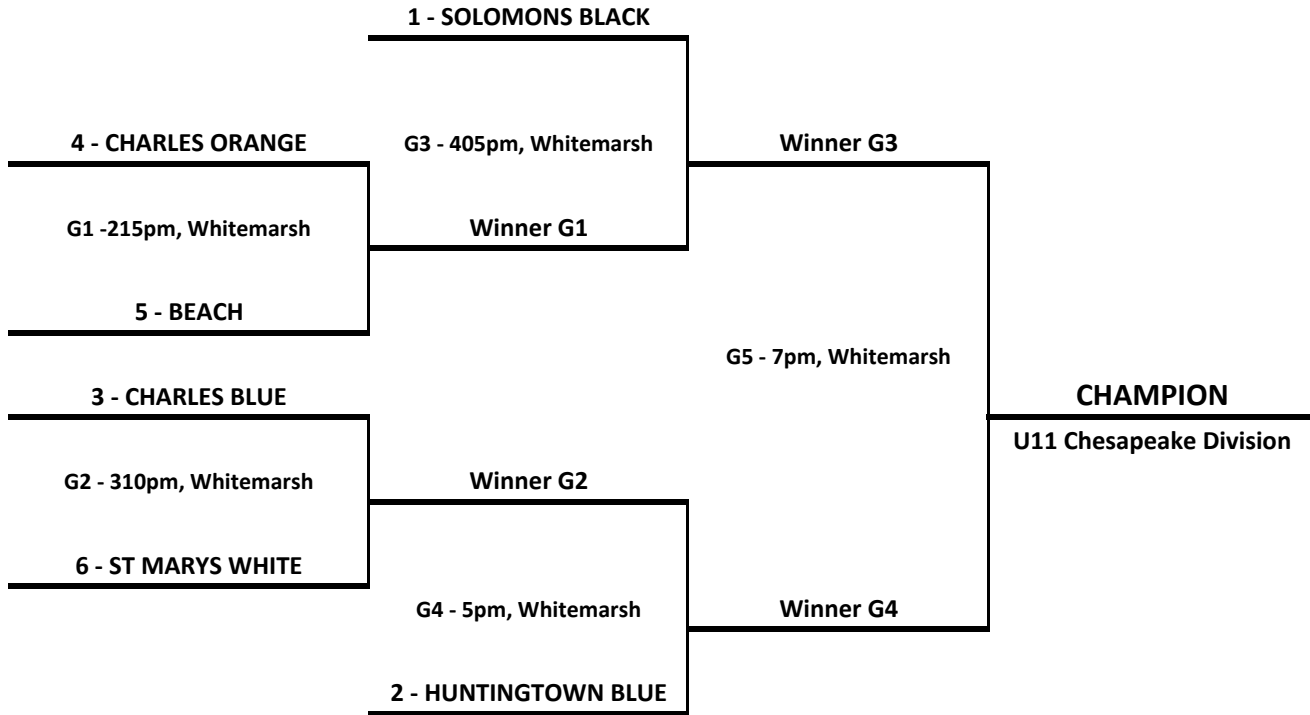 1 - SOLOMONS BLACK
4 - CHARLES ORANGE
G3 - 405pm, Whitemarsh
Winner G3
G1 -215pm, Whitemarsh
Winner G1
5 - BEACH
G5 - 7pm, Whitemarsh
3 - CHARLES BLUE
CHAMPION
U11 Chesapeake Division
G2 - 310pm, Whitemarsh
Winner G2
6 - ST MARYS WHITE
G4 - 5pm, Whitemarsh
Winner G4
2 - HUNTINGTOWN BLUE